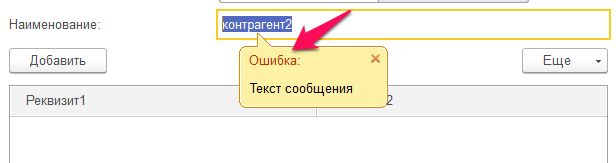 Наименование:
контрагент2
Добавить
Ошибка:
Еще
Текст сообщения
Реквизит1
2